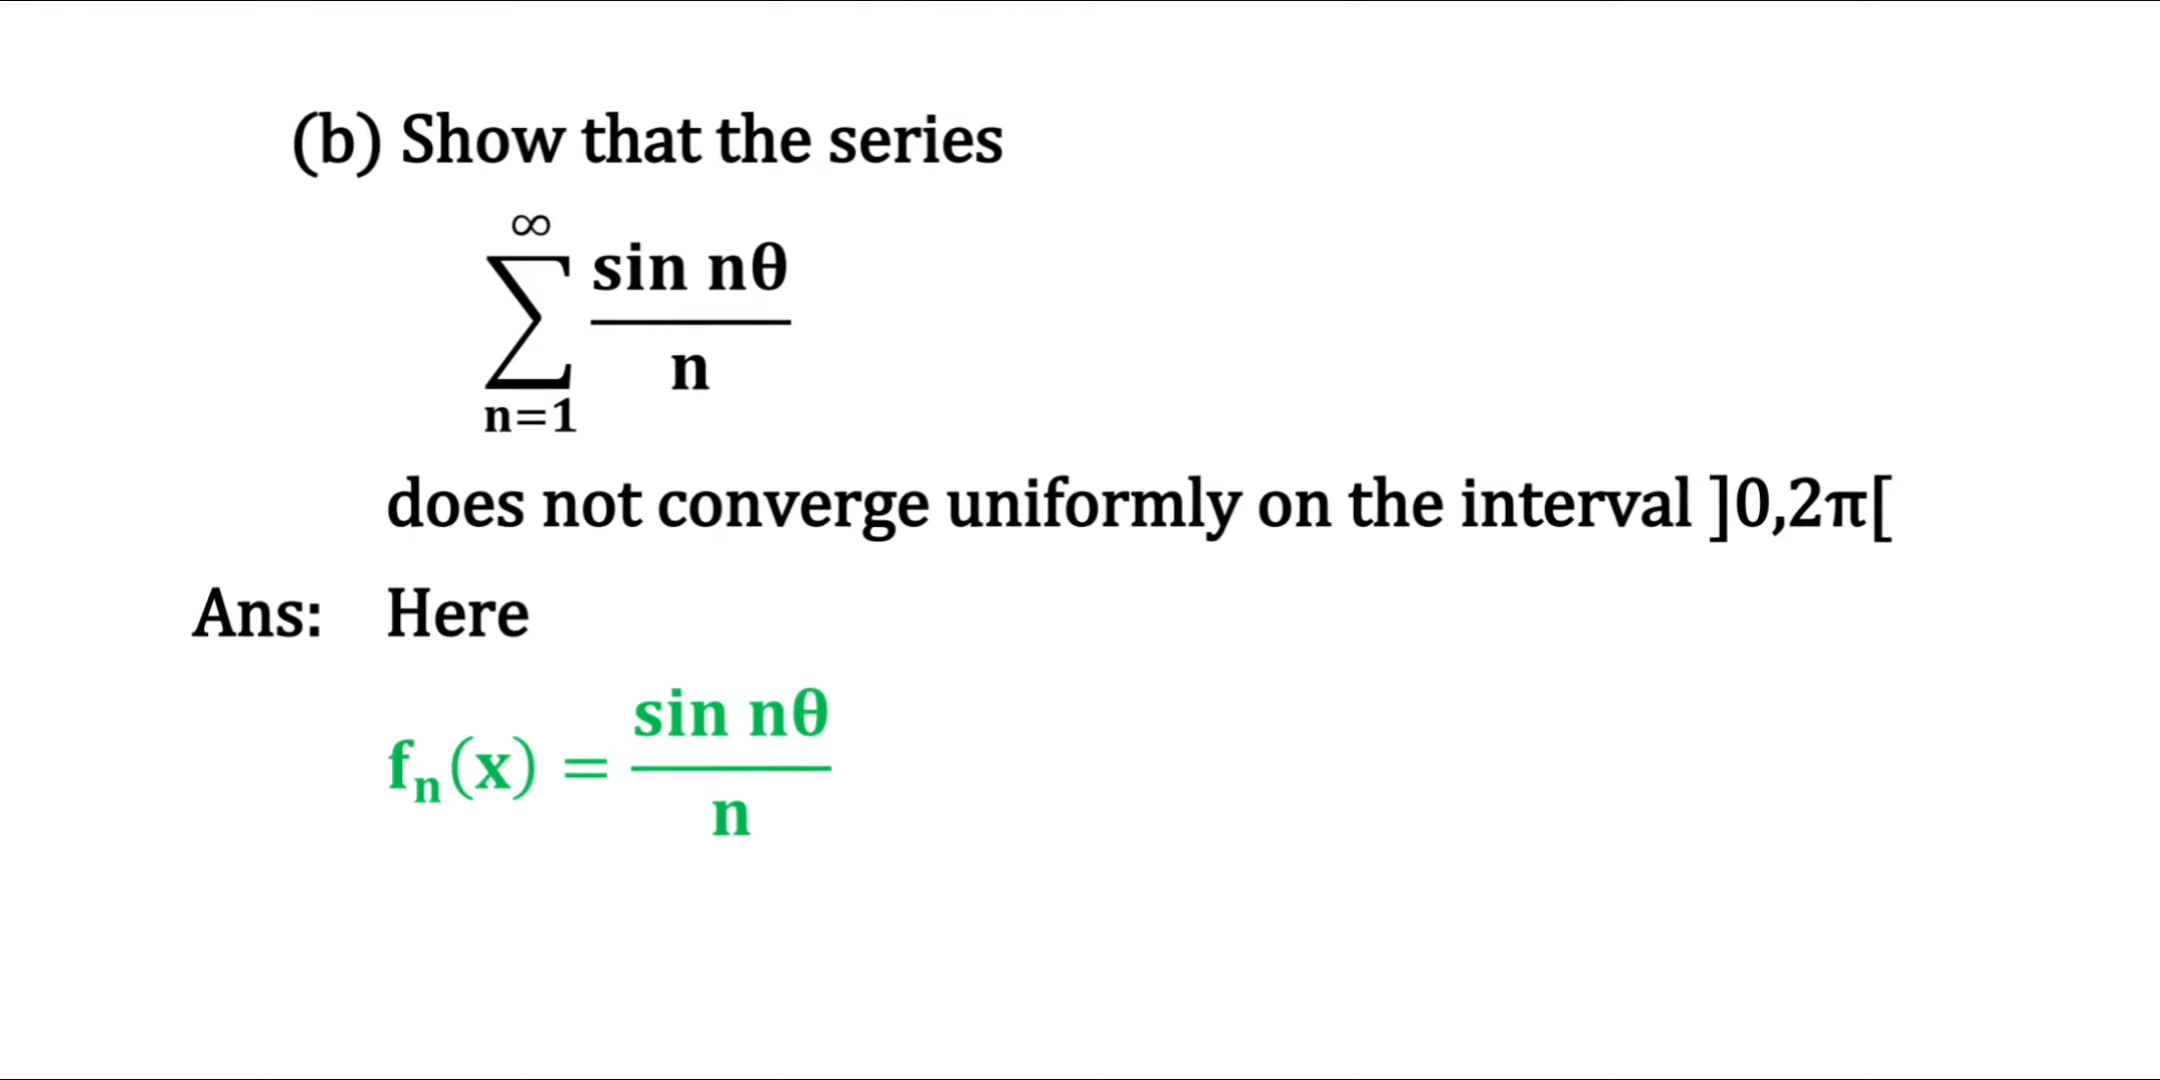 (b) Show that the series
∞
∑ sin nθ
n
n=1
does not converge uniformly on the interval ]0,2π[
Ans: Here
fₙ(x) = sin nθ
n